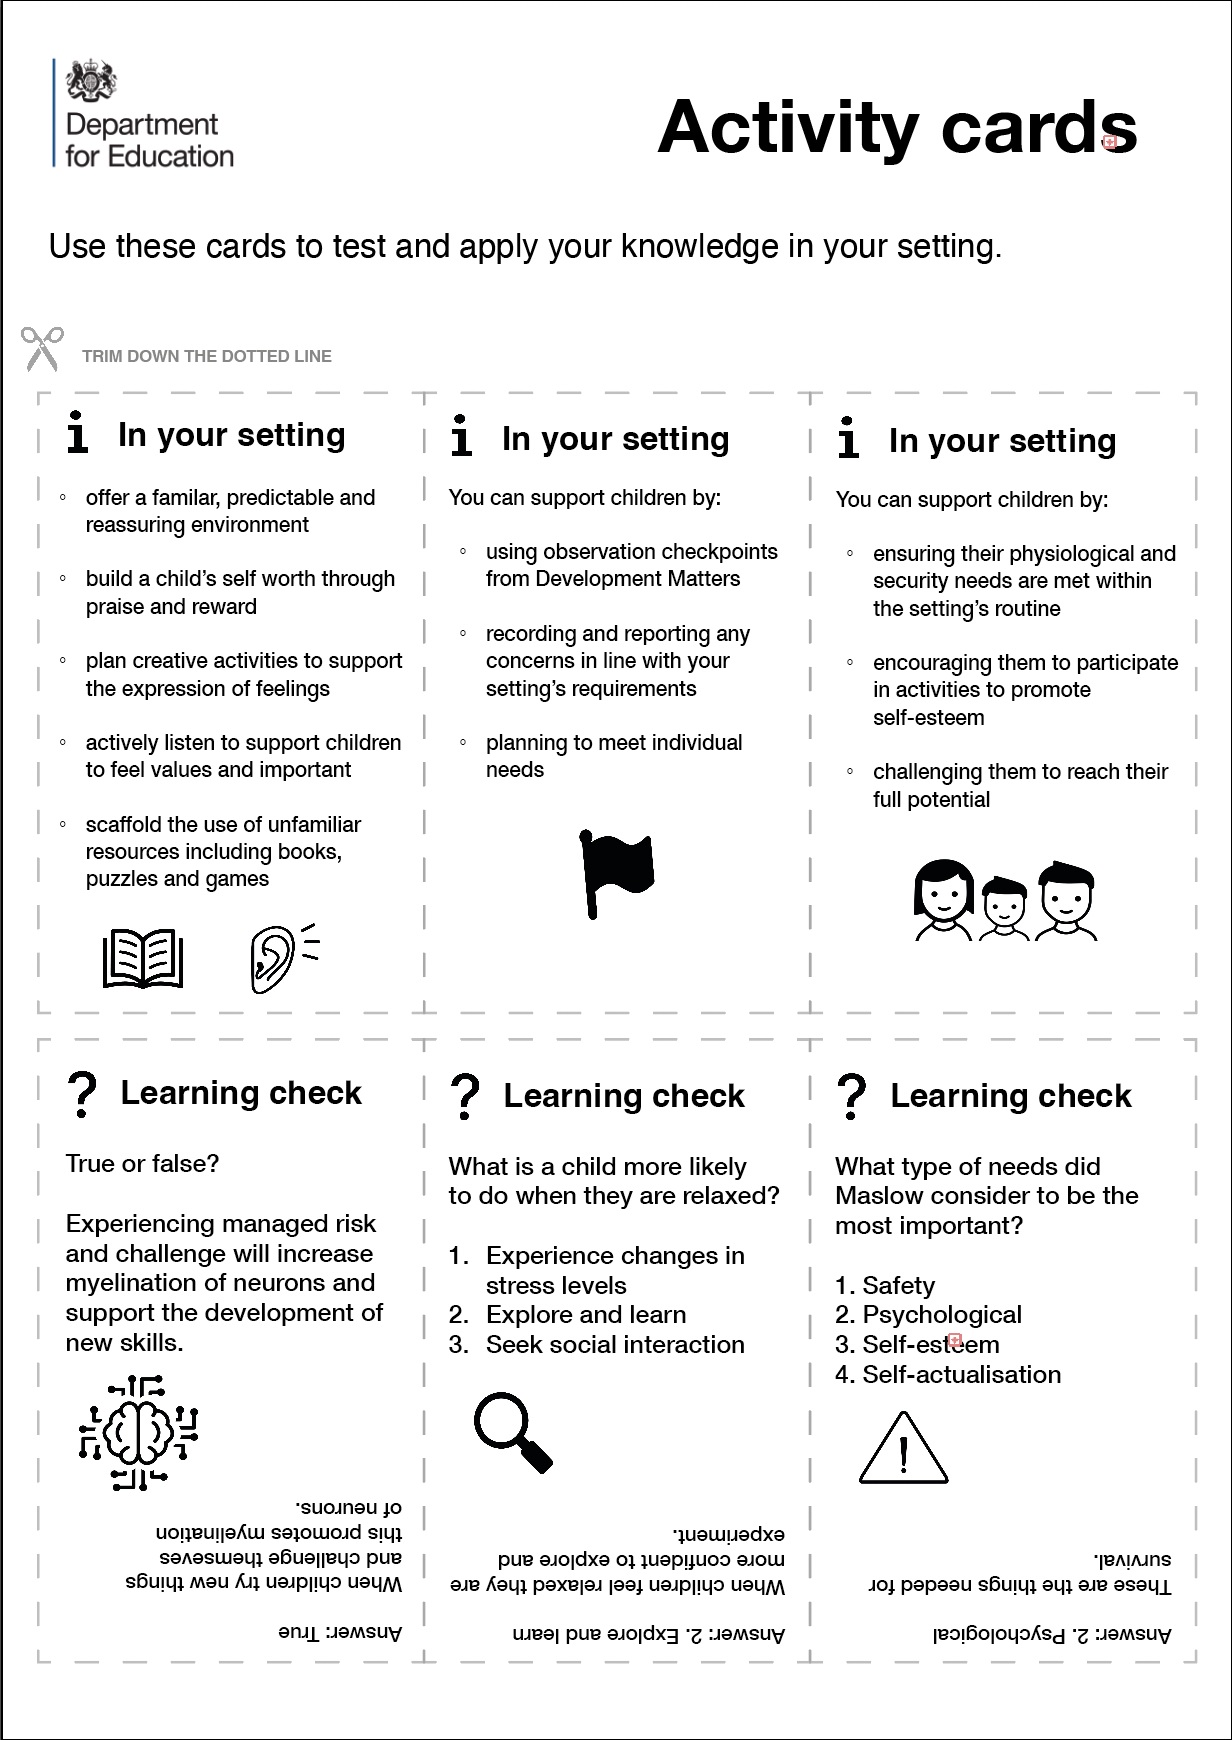 Department
for Education
Activity cards
Use these cards to test and apply your knowledge in your setting.
TRIM DOWN THE DOTTED LINE
In your setting
◦ offer a familar, predictable and
reassuring environment
◦ build a child’s self worth through
praise and reward
◦ plan creative activities to support
the expression of feelings
◦ actively listen to support children
to feel values and important
◦ scaffold the use of unfamiliar
resources including books,
puzzles and games
In your setting
You can support children by:
◦ using observation checkpoints
from Development Matters
◦ recording and reporting any
concerns in line with your
setting’s requirements
◦ planning to meet individual
needs
In your setting
You can support children by:
◦ ensuring their physiological and
security needs are met within
the setting’s routine
◦ encouraging them to participate
in activities to promote
self-esteem
◦ challenging them to reach their
full potential
? Learning check
True or false?
Experiencing managed risk
and challenge will increase
myelination of neurons and
support the development of
new skills.
Answer: True
When children try new things
and challenge themseves
this promotes myelination
of neurons.
? Learning check
What is a child more likely
to do when they are relaxed?
1. Experience changes in
stress levels
2. Explore and learn
3. Seek social interaction
Answer: 2. Explore and learn
When children feel relaxed they are
more confident to explore and
experiment.
? Learning check
What type of needs did
Maslow consider to be the
most important?
1. Safety
2. Psychological
3. Self-esteem
4. Self-actualisation
Answer: 2. Psychological
These are the things needed for
survival.